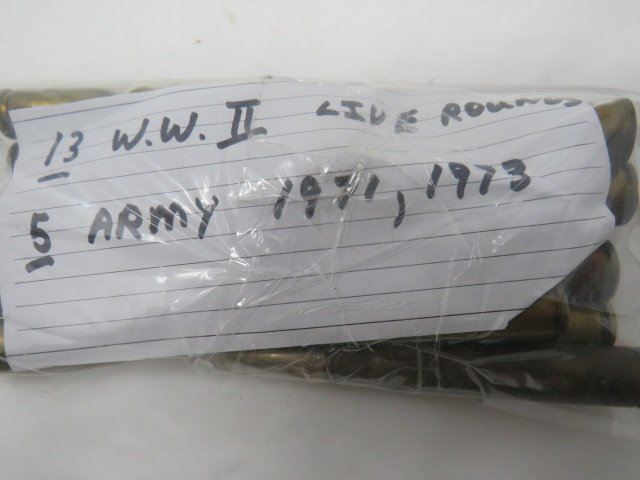 13 W.W. II LIVE ROUNDS
5 ARMY 1971, 1973